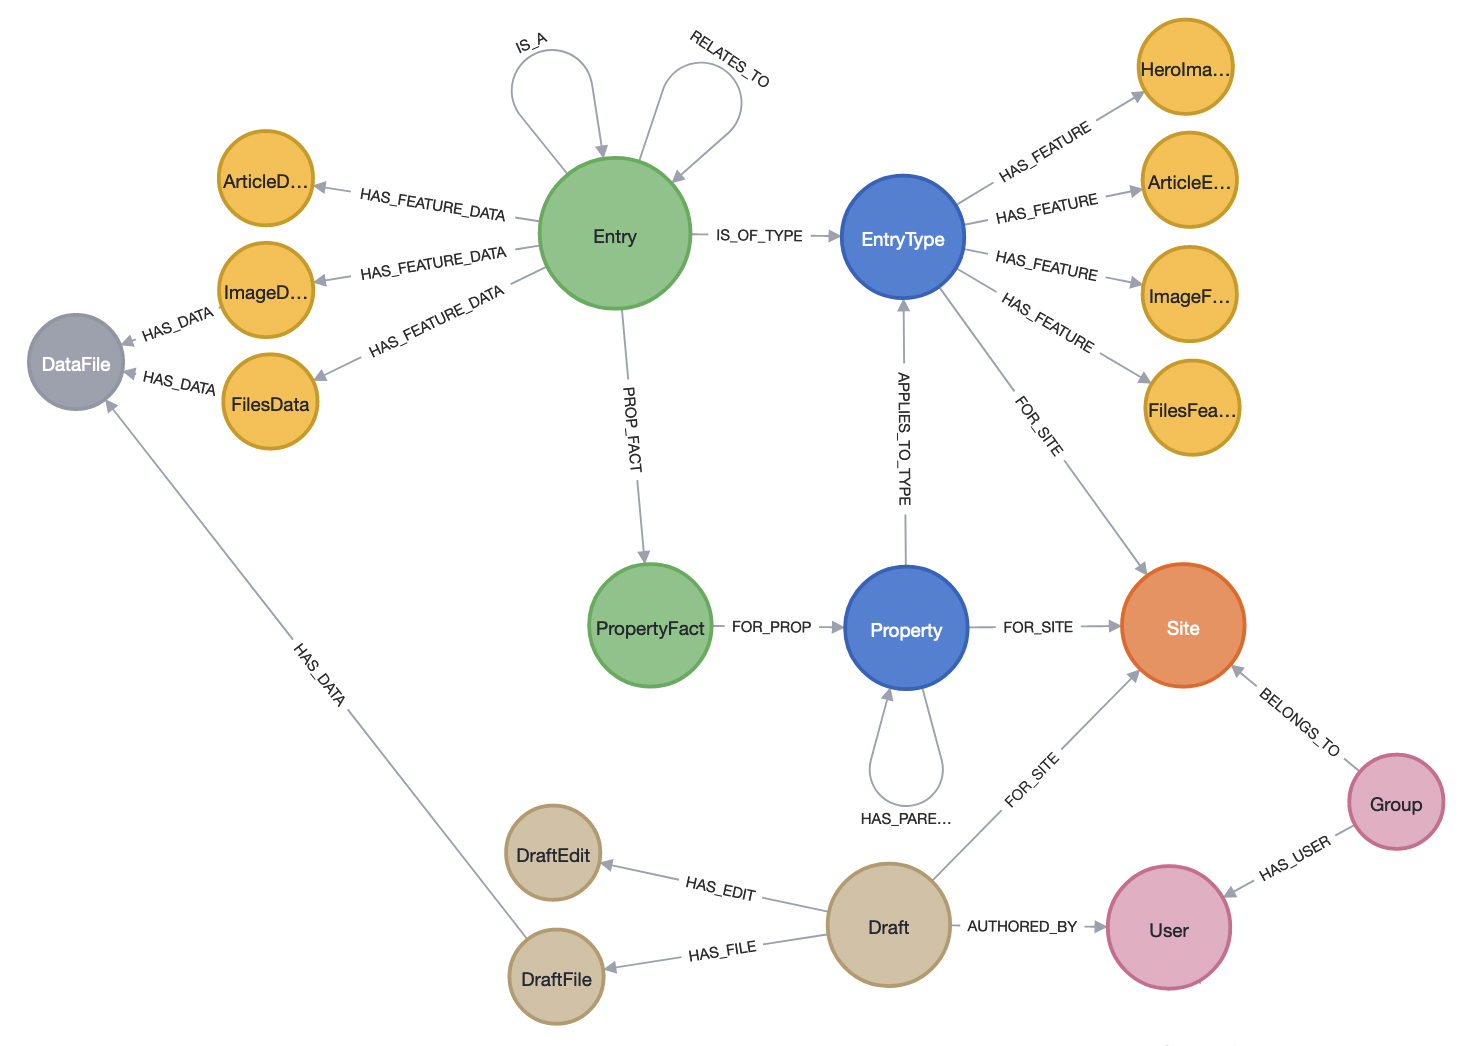 IS_A
RELATES_TO
HeroIma...
HAS_FEATURE
ArticleD...
HAS_FEATURE_DATA
ArticleE...
HAS_FEATURE
Entry
IS_OF_TYPE
EntryType
HAS_FEATURE_DATA
HAS_FEATURE
ImageD...
ImageF...
HAS_DATA
HAS_FEATURE_DATA
HAS_FEATURE
DataFile
HAS_DATA
FilesData
FilesFea...
PROP_FACT
APPLIES_TO_TYPE
FOR_SITE
PropertyFact
FOR_PROP
Property
FOR_SITE
Site
HAS_DATA
BELONGS_TO
FOR_SITE
HAS_PARE...
Group
DraftEdit
HAS_EDIT
HAS_USER
Draft
AUTHORED_BY
User
HAS_FILE
DraftFile